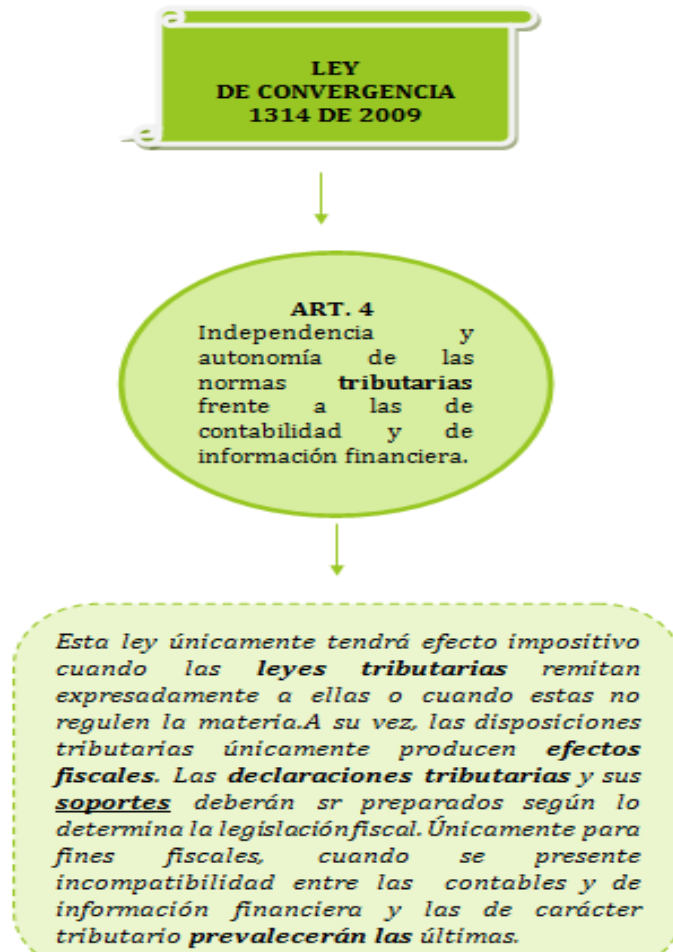 LEY
DE CONVERGENCIA
1314 DE 2009
ART. 4
Independencia y
autonomía de las
normas tributarias
frente a las de
contabilidad y de
información financiera.
Esta ley únicamente tendrá efecto impositivo
cuando las leyes tributarias remitan
expresadamente a ellas o cuando estas no
regulen la materia.A su vez, las disposiciones
tributarias únicamente producen efectos
fiscales. Las declaraciones tributarias y sus
soportes deberán sr preparados según lo
determina la legislación fiscal. Únicamente para
fines fiscales, cuando se presente
incompatibilidad entre las contables y de
información financiera y las de carácter
tributario prevalecerán las últimas.